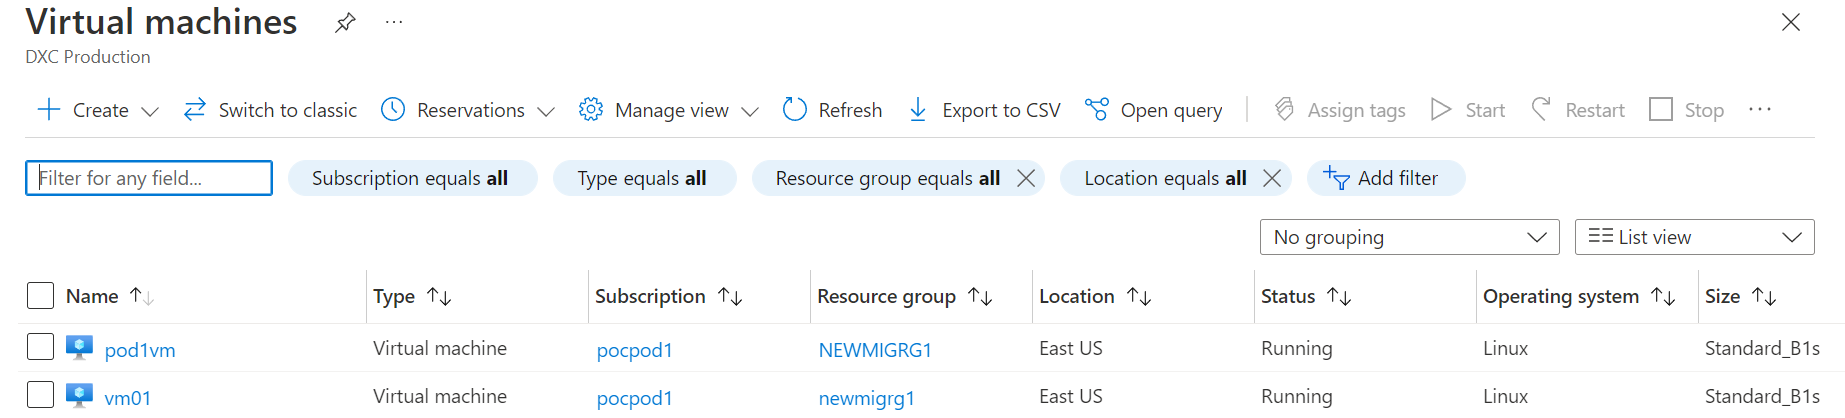 Virtual machines
DXC Production
Create Switch to classic Reservations Manage view Refresh Export to CSV Open query Assign tags Start Restart Stop
Filter for any field... Subscription equals all Type equals all Resource group equals all Location equals all Add filter
No grouping List view
Name Type Subscription Resource group Location Status Operating system Size
pod1vm Virtual machine pocpod1 NEWMIGRG1 East US Running Linux Standard_B1s
vm01 Virtual machine pocpod1 newmigrg1 East US Running Linux Standard_B1s